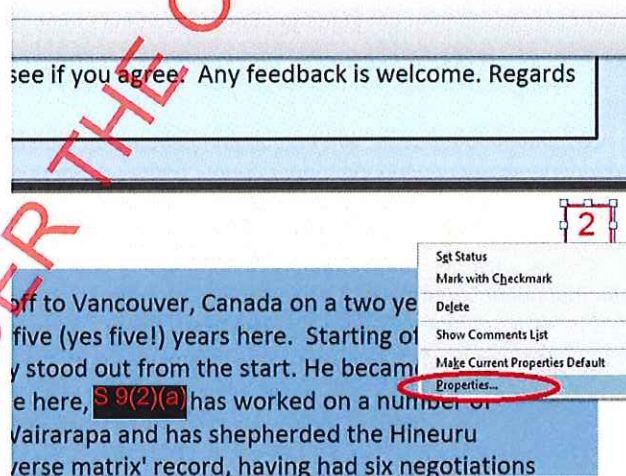 see if you agree. Any feedback is welcome. Regards
2
Set Status
Mark with Checkmark
Delete
Show Comments List
Make Current Properties Default
Properties...
off to Vancouver, Canada on a two ye
five (yes five!) years here. Starting of
y stood out from the start. He becam
e here, S 9(2)(a) has worked on a number of
Vairarapa and has shepherded the Hineuru
verse matrix' record, having had six negotiations
THE O
ER